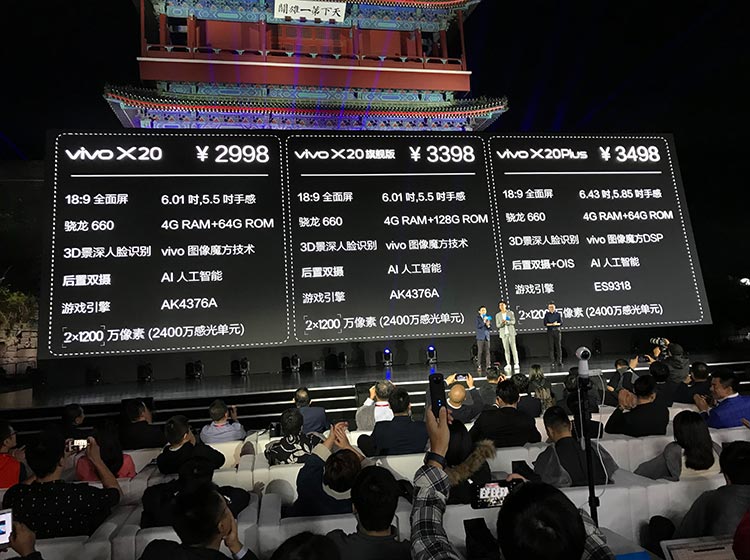 天下第一雄關
vivo X20 ¥ 2998
18:9 全面屏 6.01 吋,5.5 吋手感
骁龙 660 4G RAM+64G ROM
3D景深人脸识别 vivo 图像魔方技术
后置双摄 AI 人工智能
游戏引擎 AK4376A
2×1200 万像素 (2400万感光单元)
vivo X20 旗舰版 ¥ 3398
18:9 全面屏 6.01 吋,5.5 吋手感
骁龙 660 4G RAM+128G ROM
3D景深人脸识别 vivo 图像魔方技术
后置双摄 AI 人工智能
游戏引擎 AK4376A
2×1200 万像素 (2400万感光单元)
vivo X20Plus ¥ 3498
18:9 全面屏 6.43 吋,5.85 吋手感
骁龙 660 4G RAM+64G ROM
3D景深人脸识别 vivo 图像魔方DSP
后置双摄+OIS AI 人工智能
游戏引擎 ES9318
2×1200 万像素 (2400万感光单元)